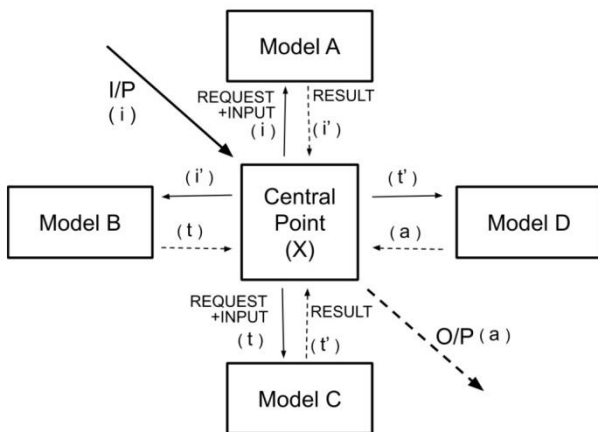 Model A
I/P
(i)
REQUEST
+INPUT
(i)
RESULT
(i')
(i')
Model B
(t)
Central
Point
(X)
(t')
(a)
Model D
REQUEST
+INPUT
(t)
RESULT
(t')
O/P (a)
Model C